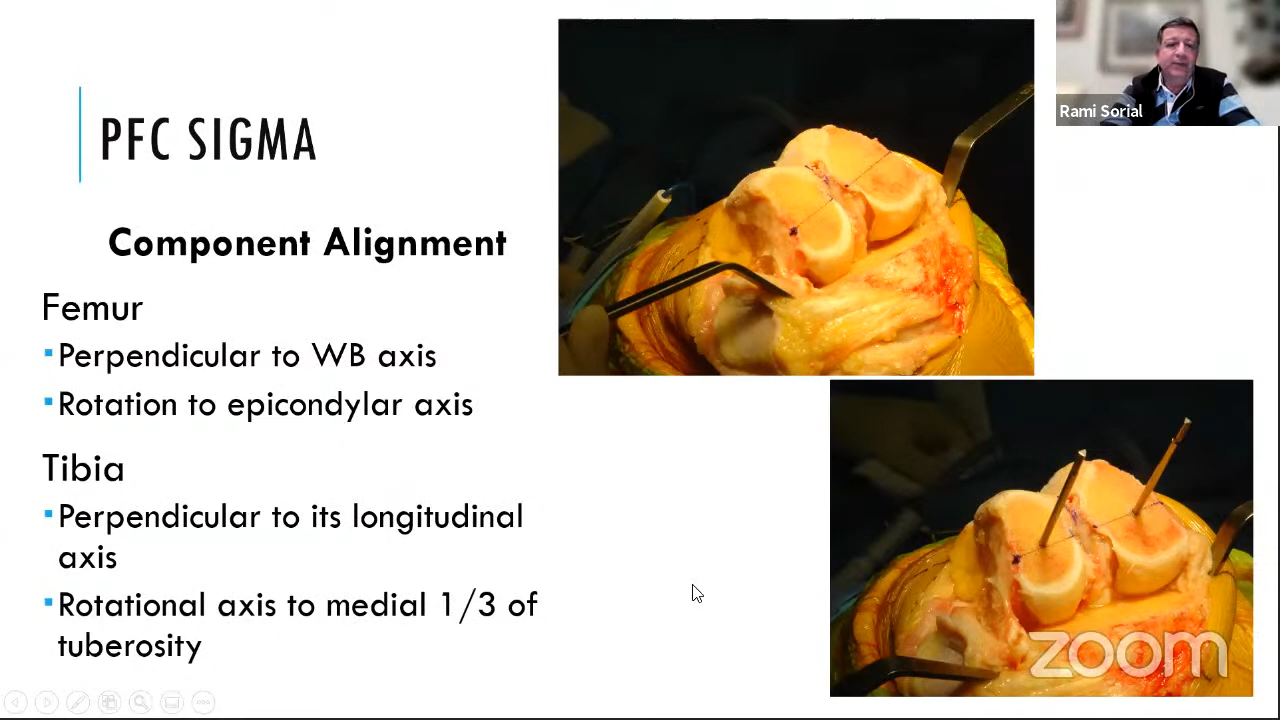 PFC SIGMA
Component Alignment
Femur
▪Perpendicular to WB axis
▪Rotation to epicondylar axis
Tibia
▪Perpendicular to its longitudinal
axis
▪Rotational axis to medial 1/3 of
tuberosity
Rami Sorial
zoom